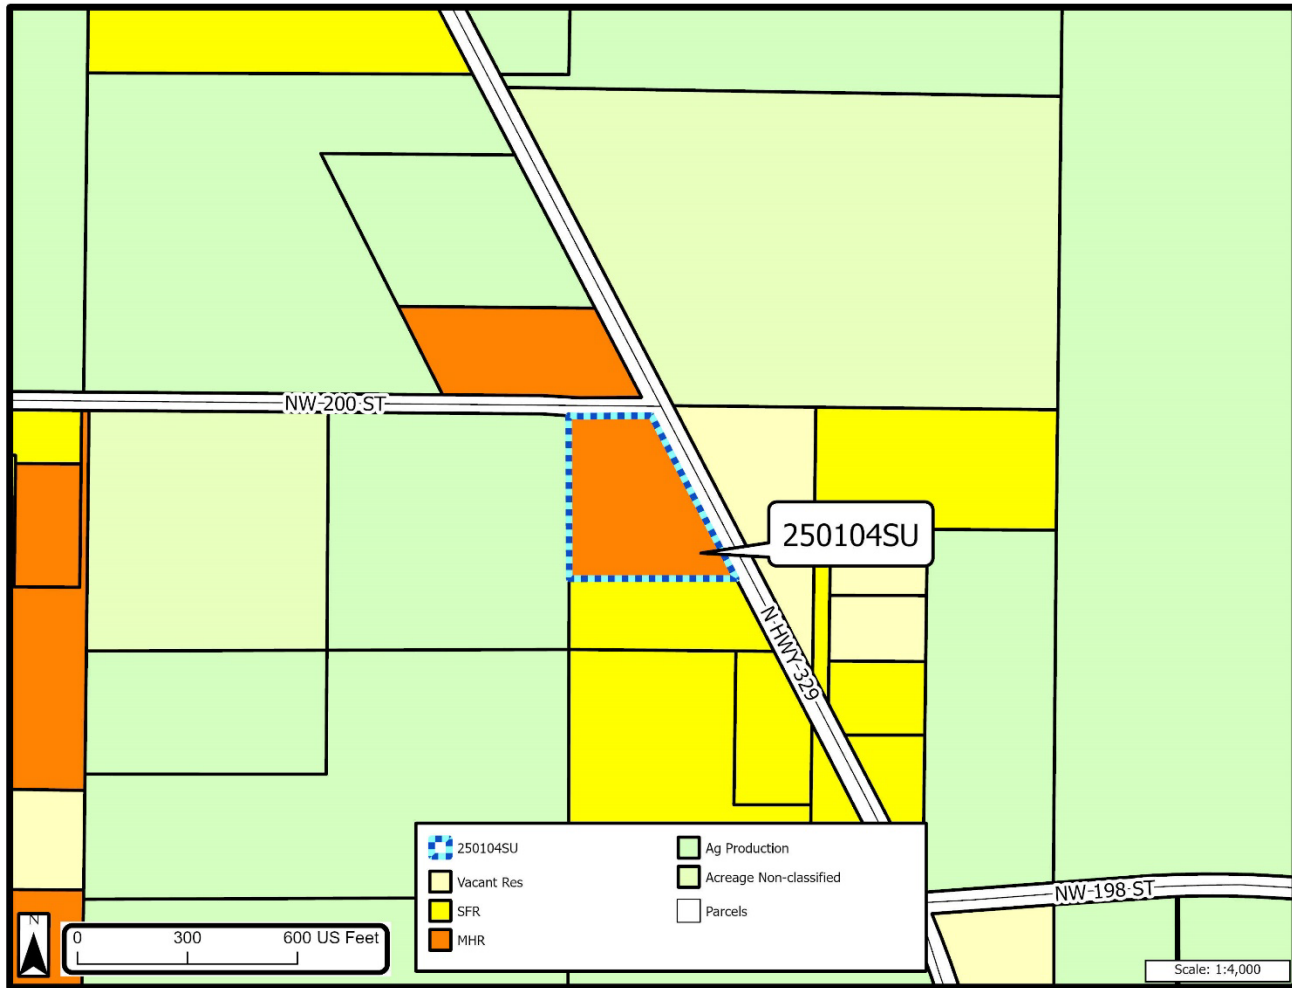 NW 200 ST
250104SU
N HWY 329
250104SU
Vacant Res
SFR
MHR
Ag Production
Acreage Non-classified
Parcels
NW 198 ST
N
0 300 600 US Feet
Scale: 1:4,000